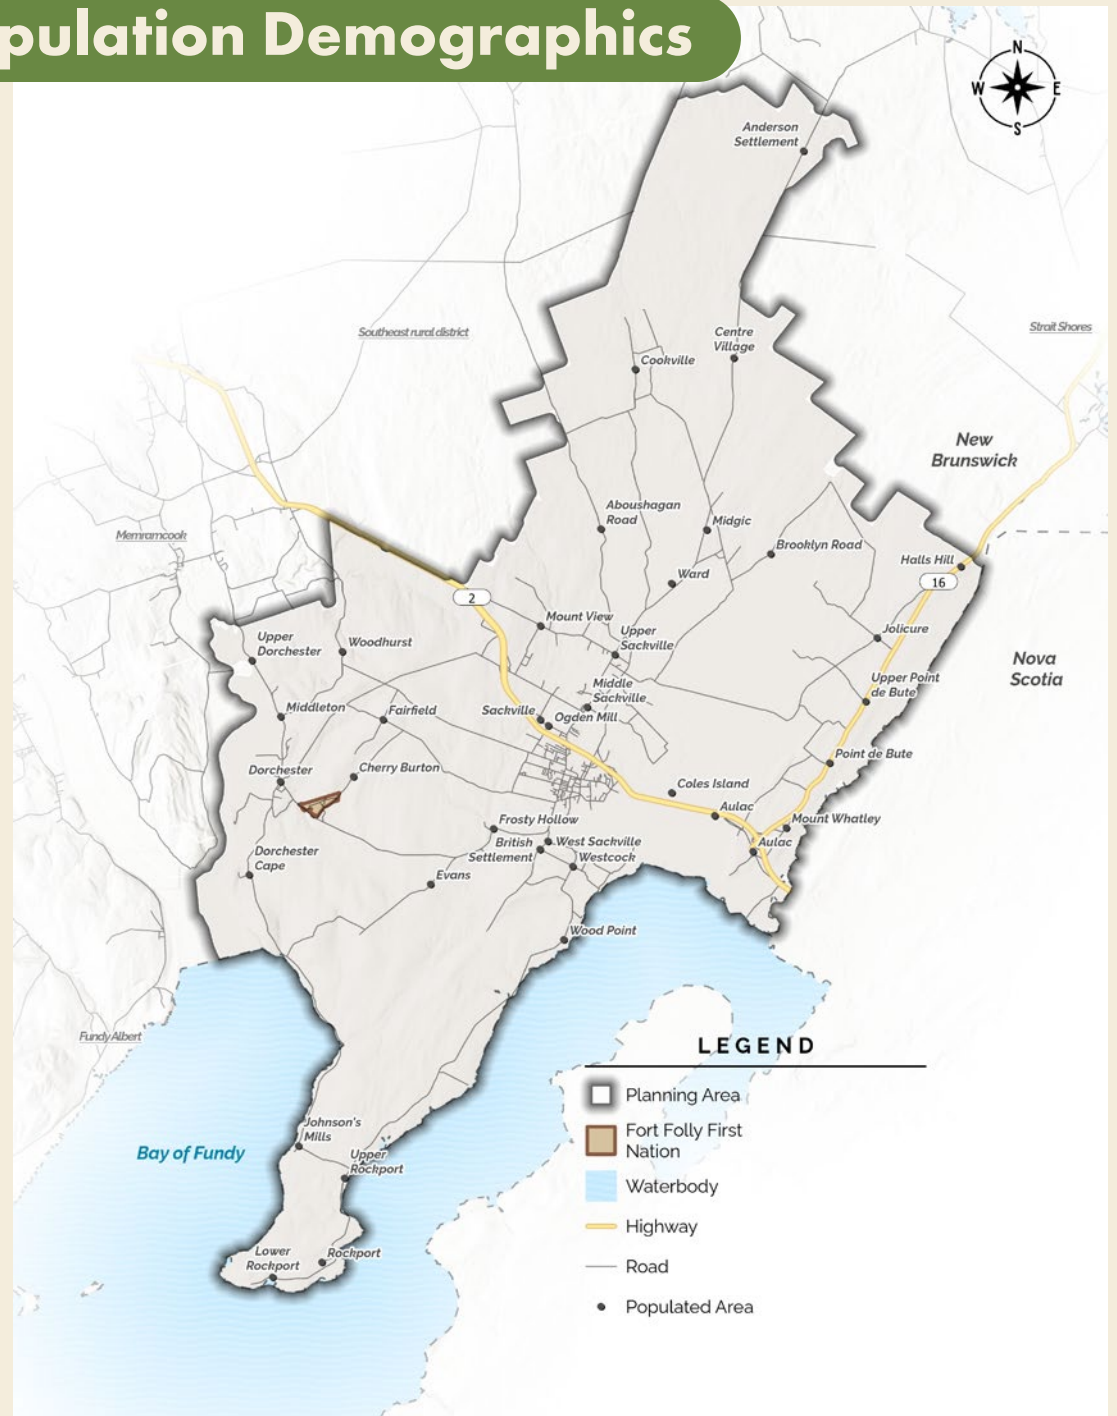 pulation Demographics
N
W E
S
Anderson
Settlement
Southeast rural district
Strait Shores
Centre
Village
Cookville
New
Brunswick
Aboushagan
Road
Midgic
Memramcook
Brooklyn Road
Halls Hill
Ward
16
2
Mount View
Upper
Sackville
Jolicure
Upper
Dorchester
Woodhurst
Nova
Scotia
Upper Point
de Bute
Middle
Sackville
Middleton
Fairfield
Sackville
Ogden Mill
Point de Bute
Dorchester
Cherry Burton
Coles Island
Aulac
Frosty Hollow
Mount Whatley
British
Settlement
West Sackville
Aulac
Westcock
Dorchester
Cape
Evans
Wood Point
Fundy Albert
LEGEND
Planning Area
Fort Folly First
Nation
Waterbody
Highway
Road
Populated Area
Johnson's
Mills
Bay of Fundy
Upper
Rockport
Lower
Rockport
Rockport